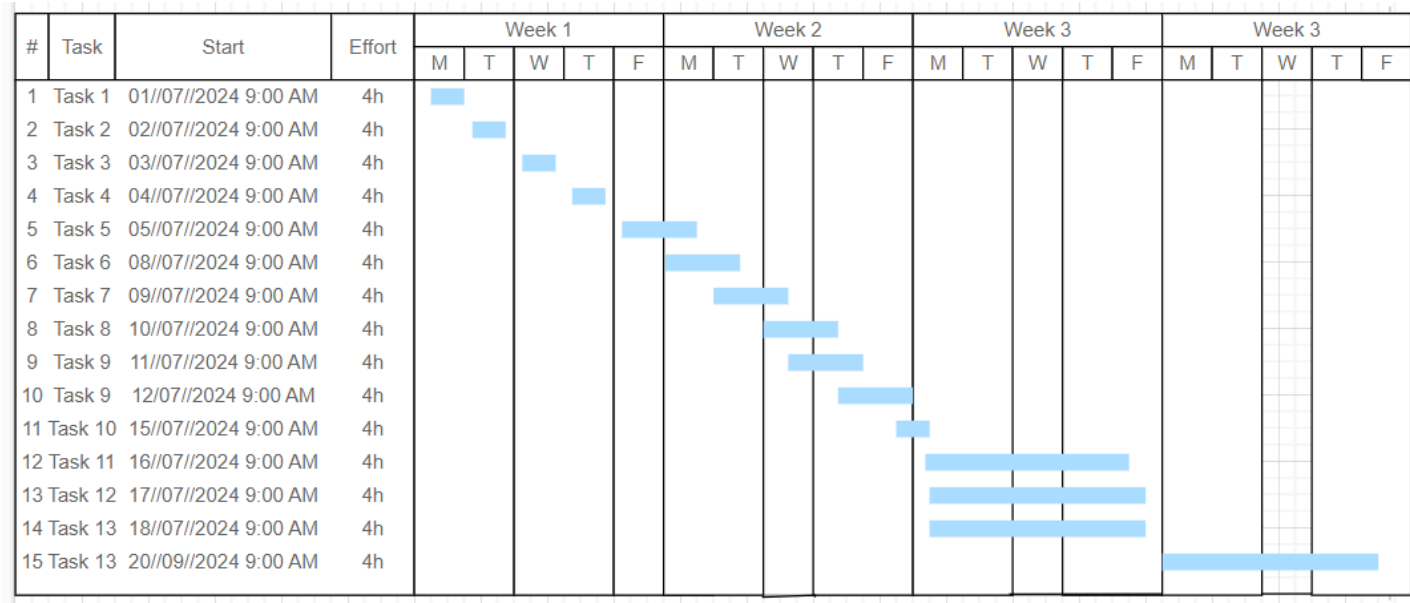 # Task Start Effort Week 1 Week 2 Week 3 Week 3
M T W T F M T W T F M T W T F M T W T F
1 Task 1 01//07//2024 9:00 AM 4h
2 Task 2 02//07//2024 9:00 AM 4h
3 Task 3 03//07//2024 9:00 AM 4h
4 Task 4 04//07//2024 9:00 AM 4h
5 Task 5 05//07//2024 9:00 AM 4h
6 Task 6 08//07//2024 9:00 AM 4h
7 Task 7 09//07//2024 9:00 AM 4h
8 Task 8 10//07//2024 9:00 AM 4h
9 Task 9 11//07//2024 9:00 AM 4h
10 Task 9 12/07//2024 9:00 AM 4h
11 Task 10 15//07//2024 9:00 AM 4h
12 Task 11 16//07//2024 9:00 AM 4h
13 Task 12 17//07//2024 9:00 AM 4h
14 Task 13 18//07//2024 9:00 AM 4h
15 Task 13 20//09//2024 9:00 AM 4h